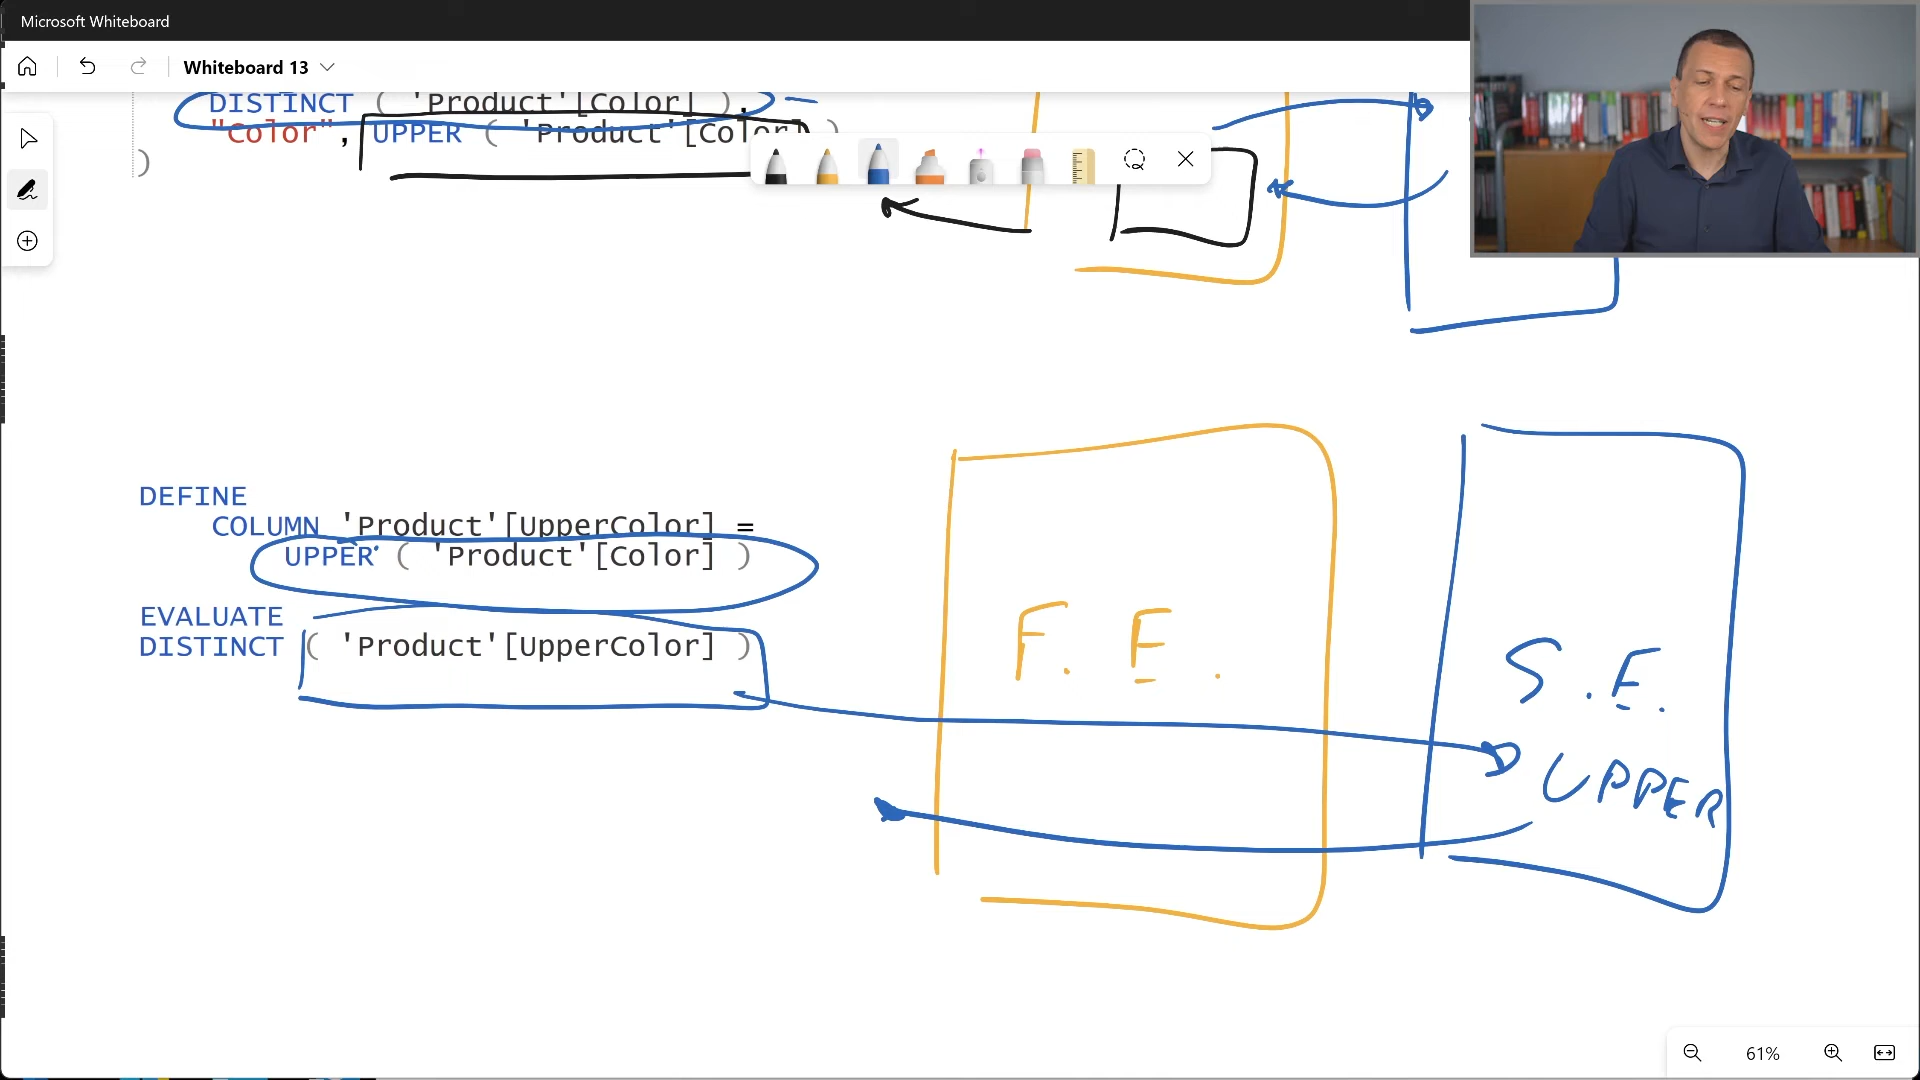 Microsoft Whiteboard
Whiteboard 13
DISTINCT ( 'Product'[Color] ),
"Color", UPPER ( 'Product'[Color] )
)
DEFINE
COLUMN 'Product'[UpperColor] =
UPPER ( 'Product'[Color] )
EVALUATE
DISTINCT ( 'Product'[UpperColor] )
F. E.
S.E.
UPPER
61%